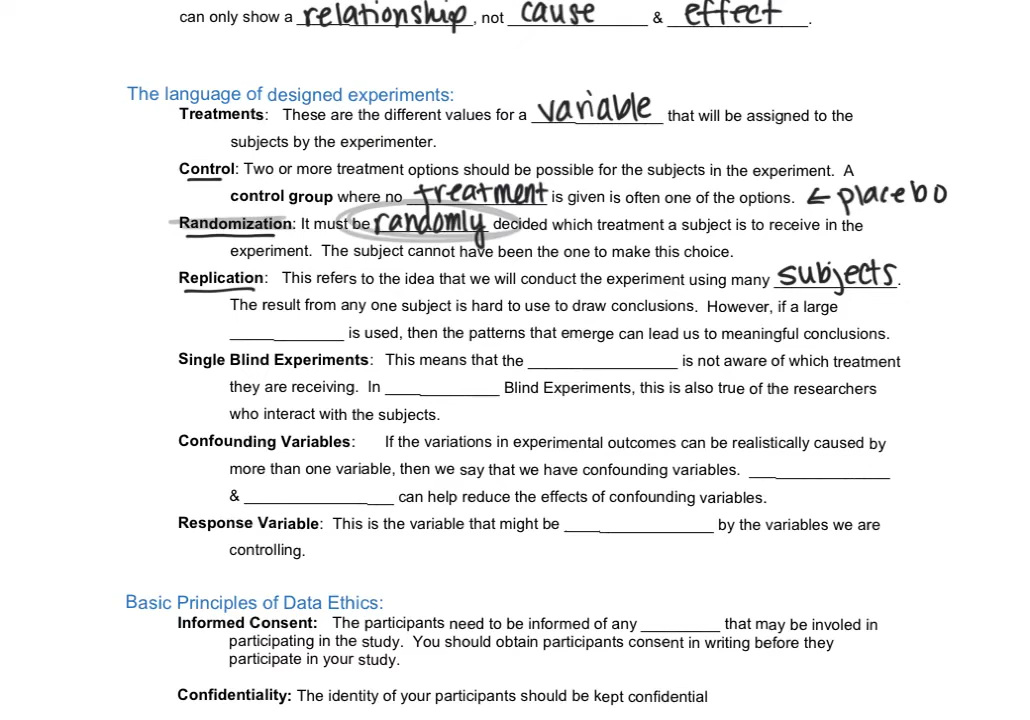 can only show a relationship, not cause & effect.
The language of designed experiments:
Treatments: These are the different values for a variable that will be assigned to the
subjects by the experimenter.
Control: Two or more treatment options should be possible for the subjects in the experiment. A
control group where no treatment is given is often one of the options. ← placebo
Randomization: It must be randomly decided which treatment a subject is to receive in the
experiment. The subject cannot have been the one to make this choice.
Replication: This refers to the idea that we will conduct the experiment using many subjects.
The result from any one subject is hard to use to draw conclusions. However, if a large
______________ is used, then the patterns that emerge can lead us to meaningful conclusions.
Single Blind Experiments: This means that the __________________ is not aware of which treatment
they are receiving. In ______________ Blind Experiments, this is also true of the researchers
who interact with the subjects.
Confounding Variables: If the variations in experimental outcomes can be realistically caused by
more than one variable, then we say that we have confounding variables. _________________
& __________________ can help reduce the effects of confounding variables.
Response Variable: This is the variable that might be __________________ by the variables we are
controlling.
Basic Principles of Data Ethics:
Informed Consent: The participants need to be informed of any _________ that may be involed in
participating in the study. You should obtain participants consent in writing before they
participate in your study.
Confidentiality: The identity of your participants should be kept confidential